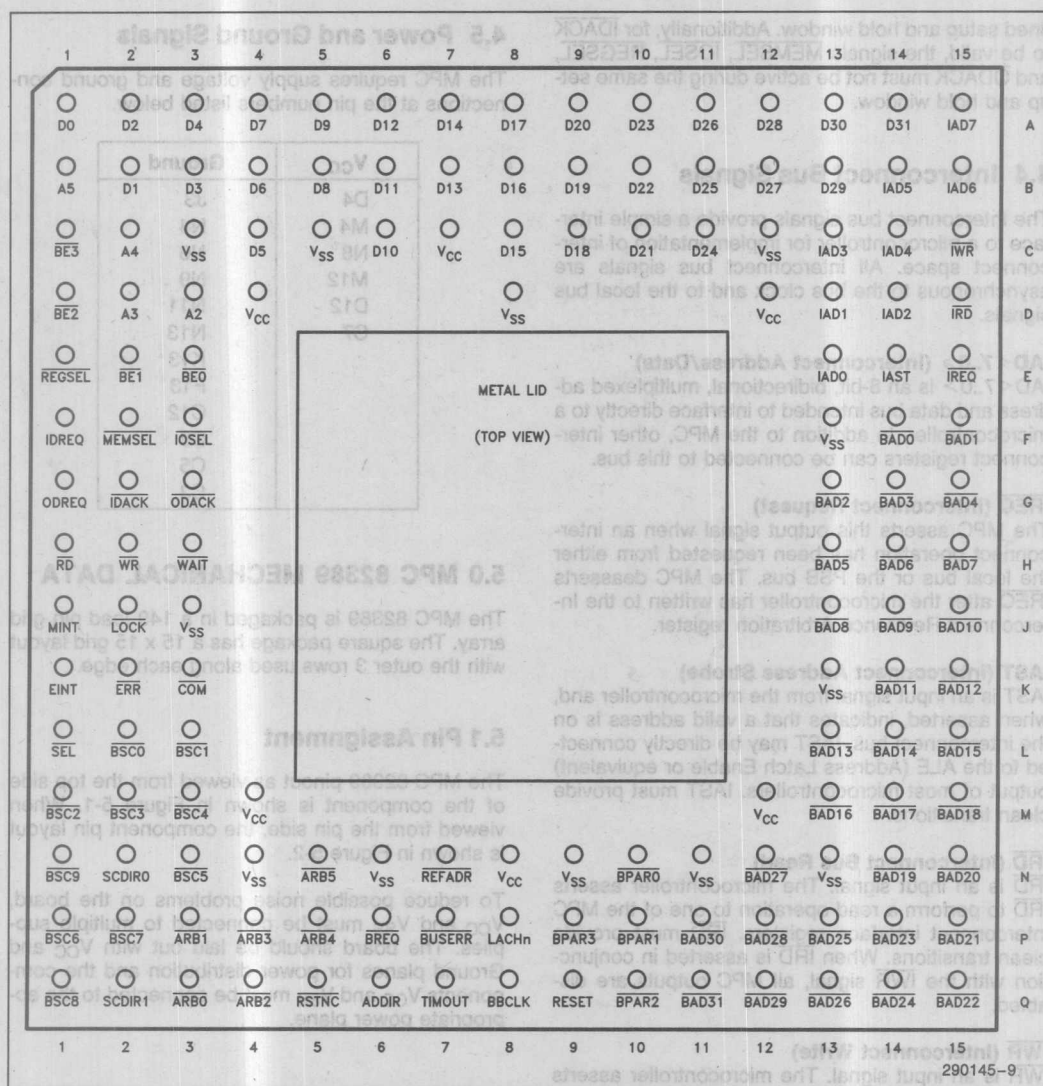 1 2 3 4 5 6 7 8 9 10 11 12 13 14 15
D0 D2 D4 D7 D9 D12 D14 D17 D20 D23 D26 D28 D30 D31 IAD7 A
A5 D1 D3 D6 D8 D11 D13 D16 D19 D22 D25 D27 D29 IAD5 IAD6 B
BE3 A4 VSS D5 VSS D10 VCC D15 D18 D21 D24 VSS IAD3 IAD4 IWR C
BE2 A3 A2 VCC VSS VCC IAD1 IAD2 IRD D
REGSEL BE1 BE0 METAL LID IAD0 IAST IREQ E
IDREQ MEMSEL IOSEL (TOP VIEW) VSS BAD0 BAD1 F
ODREQ IDACK ODACK BAD2 BAD3 BAD4 G
RD WR WAIT BAD5 BAD6 BAD7 H
MINT LOCK VSS BAD8 BAD9 BAD10 J
EINT ERR COM VSS BAD11 BAD12 K
SEL BSC0 BSC1 BAD13 BAD14 BAD15 L
BSC2 BSC3 BSC4 VCC VCC BAD16 BAD17 BAD18 M
BSC9 SCDIR0 BSC5 VSS ARB5 VSS REFADR VCC VSS BPAR0 VSS BAD27 VSS BAD19 BAD20 N
BSC6 BSC7 ARB1 ARB3 ARB4 BREQ BUSERR LACHn BPAR3 BPAR1 BAD30 BAD28 BAD25 BAD23 BAD21 P
BSC8 SCDIR1 ARB0 ARB2 RSTNC ADDIR TIMOUT BBCLK RESET BPAR2 BAD31 BAD29 BAD26 BAD24 BAD22 Q
1 2 3 4 5 6 7 8 9 10 11 12 13 14 15
290145-9